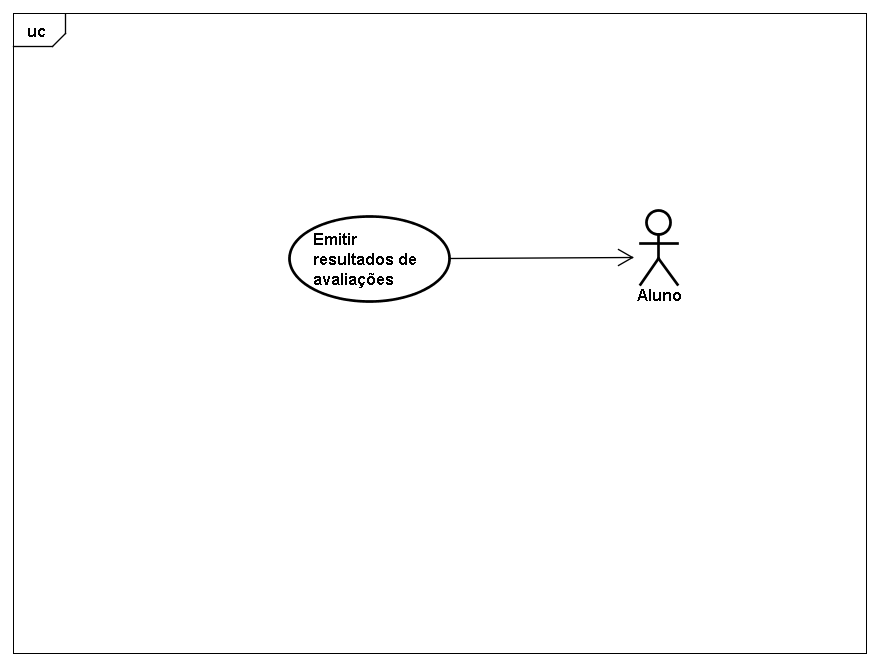 uc
Emitir
resultados de
avaliações
Aluno